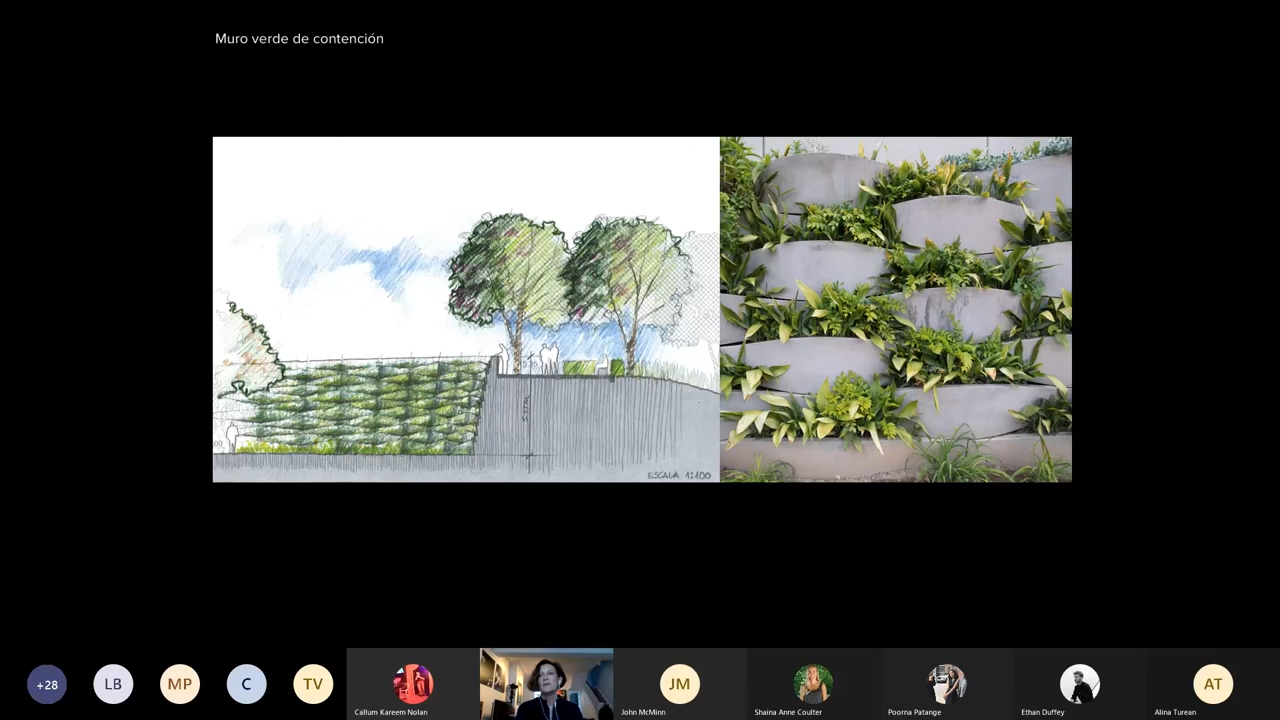 Muro verde de contención
ESCALA 1:100
+28
LB
MP
C
TV
Callum Kareem Nolan
JM
John McMinn
Shaina Anne Coulter
Poorna Patange
Ethan Duffey
AT
Alina Turean